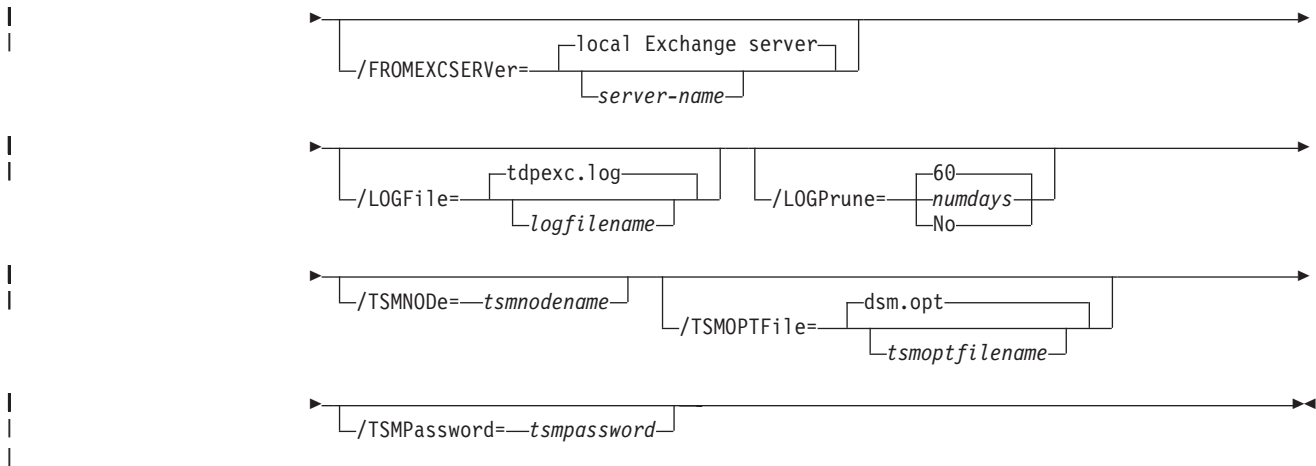 local Exchange server
/FROMEXCSERVer=
server-name
tdpexc.log
60
/LOGFile=
/LOGPrune=
numdays
logfilename
No
/TSMNODe= tsmnodename
dsm.opt
/TSMOPTFile=
tsmoptfilename
/TSMPassword= tsmpassword